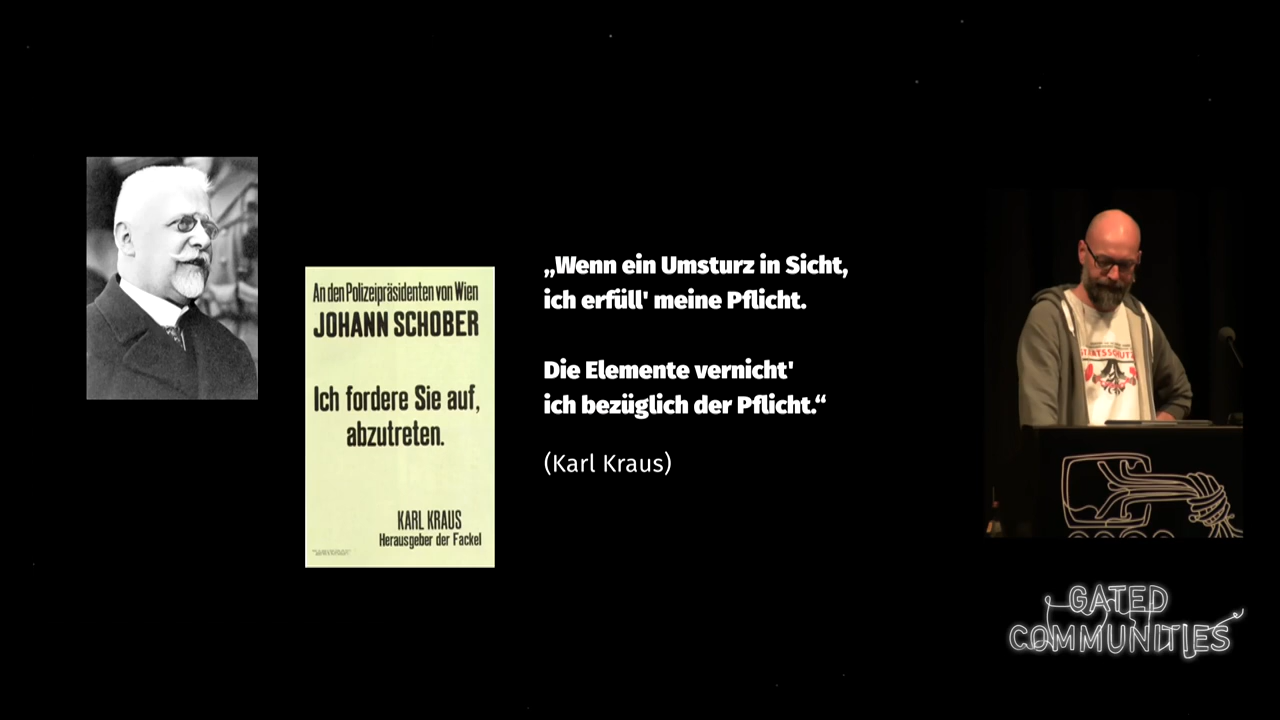 An den Polizeipräsidenten von Wien
JOHANN SCHOBER
Ich fordere Sie auf,
abzutreten.
KARL KRAUS
Herausgeber der Fackel
„Wenn ein Umsturz in Sicht,
ich erfüll' meine Pflicht.
Die Elemente vernicht'
ich bezüglich der Pflicht.“
(Karl Kraus)
STAATSSCHUTZ
GATED
COMMUNITIES